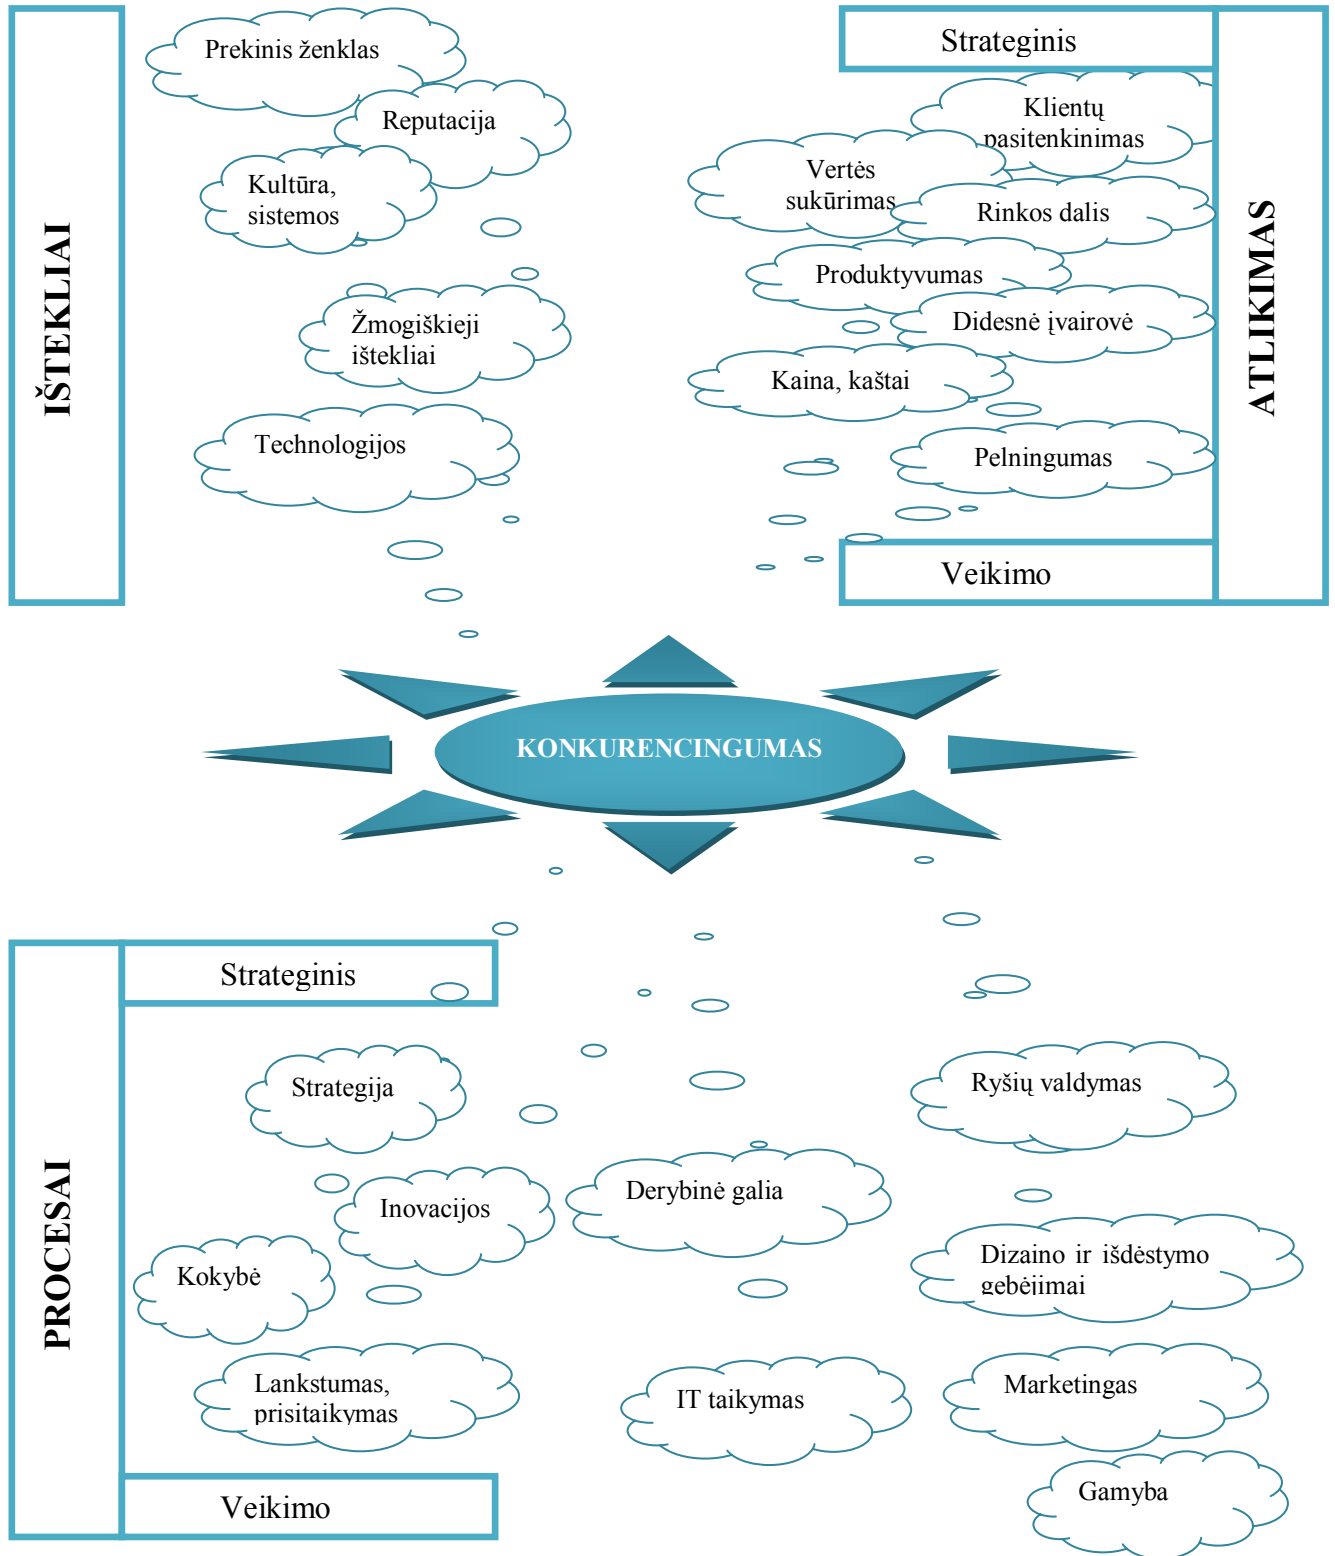 IŠTEKLIAI
Prekinis ženklas
Reputacija
Kultūra,
sistemos
Žmogiškieji
ištekliai
Technologijos
Strateginis
Klientų
pasitenkinimas
Vertės
sukūrimas
Rinkos dalis
Produktyvumas
Didesnė įvairovė
Kaina, kaštai
Pelningumas
Veikimo
ATLIKIMAS
KONKURENCINGUMAS
PROCESAI
Strateginis
Strategija
Inovacijos
Kokybė
Lankstumas,
prisitaikymas
Veikimo
Derybinė galia
IT taikymas
Ryšių valdymas
Dizaino ir išdėstymo
gebėjimai
Marketingas
Gamyba